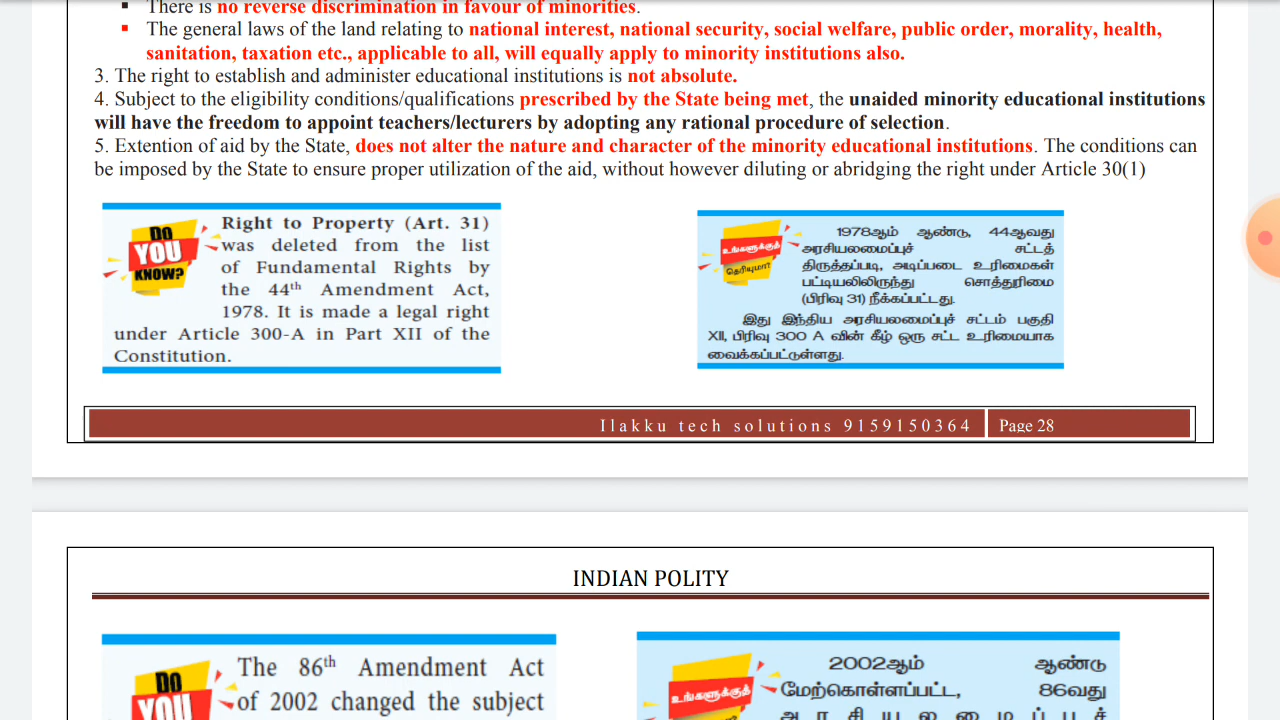 ▪ There is no reverse discrimination in favour of minorities.
▪ The general laws of the land relating to national interest, national security, social welfare, public order, morality, health,
sanitation, taxation etc., applicable to all, will equally apply to minority institutions also.
3. The right to establish and administer educational institutions is not absolute.
4. Subject to the eligibility conditions/qualifications prescribed by the State being met, the unaided minority educational institutions
will have the freedom to appoint teachers/lecturers by adopting any rational procedure of selection.
5. Extention of aid by the State, does not alter the nature and character of the minority educational institutions. The conditions can
be imposed by the State to ensure proper utilization of the aid, without however diluting or abridging the right under Article 30(1)
DO
YOU
KNOW?
Right to Property (Art. 31)
was deleted from the list
of Fundamental Rights by
the 44th Amendment Act,
1978. It is made a legal right
under Article 300-A in Part XII of the
Constitution.
உங்களுக்குத்
தெரியுமா?
1978ஆம் ஆண்டு, 44ஆவது
அரசியலமைப்புச் சட்டத்
திருத்தப்படி, அடிப்படை உரிமைகள்
பட்டியலிலிருந்து சொத்துரிமை
(பிரிவு 31) நீக்கப்பட்டது.
இது இந்திய அரசியலமைப்புச் சட்டம் பகுதி
XII, பிரிவு 300 A வின் கீழ் ஒரு சட்ட உரிமையாக
வைக்கப்பட்டுள்ளது.
Ilakku tech solutions 9159150364 Page 28
INDIAN POLITY
DO
YOU
The 86th Amendment Act
of 2002 changed the subject
உங்களுக்குத்
2002ஆம் ஆண்டு
மேற்கொள்ளப்பட்ட, 86வது
அரசியலமைப்புச்